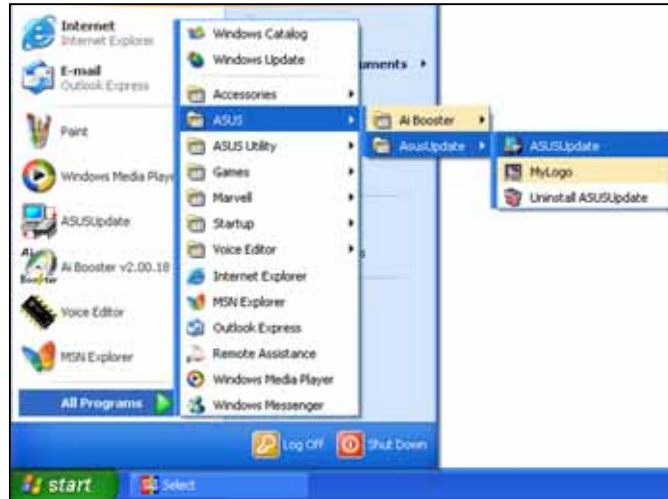 Internet
Internet Explorer
E-mail
Outlook Express
Paint
Windows Media Play
ASUSUpdate
Ai Booster v2.00.18
Voice Editor
MSN Explorer
All Programs
Windows Catalog
Windows Update
Accessories
ASUS
ASUS Utility
Games
Marvell
Startup
Voice Editor
Internet Explorer
MSN Explorer
Outlook Express
Remote Assistance
Windows Media Player
Windows Messenger
uments
s
Ai Booster
AsusUpdate
ASUSUpdate
MyLogo
Uninstall ASUSUpdate
Log Off
Shut Down
start
Select